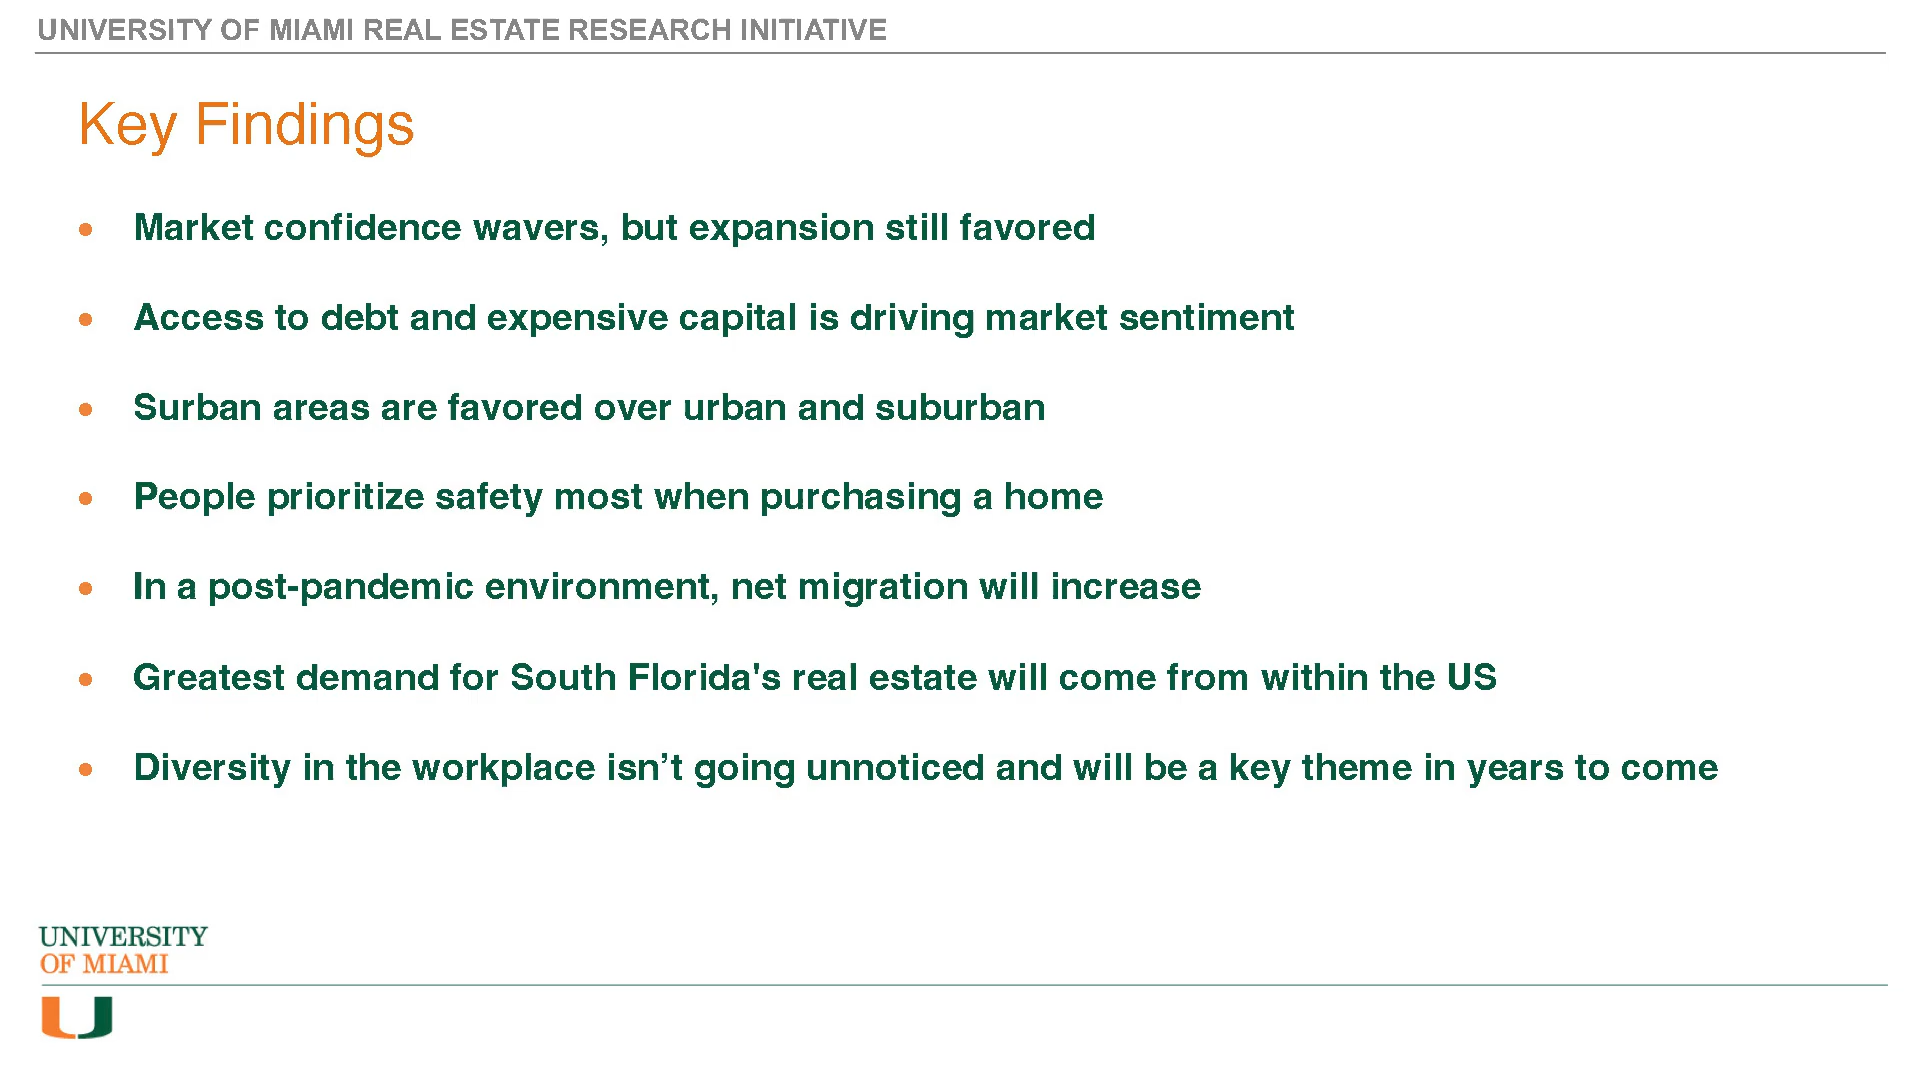 UNIVERSITY OF MIAMI REAL ESTATE RESEARCH INITIATIVE
Key Findings
• Market confidence wavers, but expansion still favored
• Access to debt and expensive capital is driving market sentiment
• Surban areas are favored over urban and suburban
• People prioritize safety most when purchasing a home
• In a post-pandemic environment, net migration will increase
• Greatest demand for South Florida's real estate will come from within the US
• Diversity in the workplace isn’t going unnoticed and will be a key theme in years to come
UNIVERSITY
OF MIAMI
U